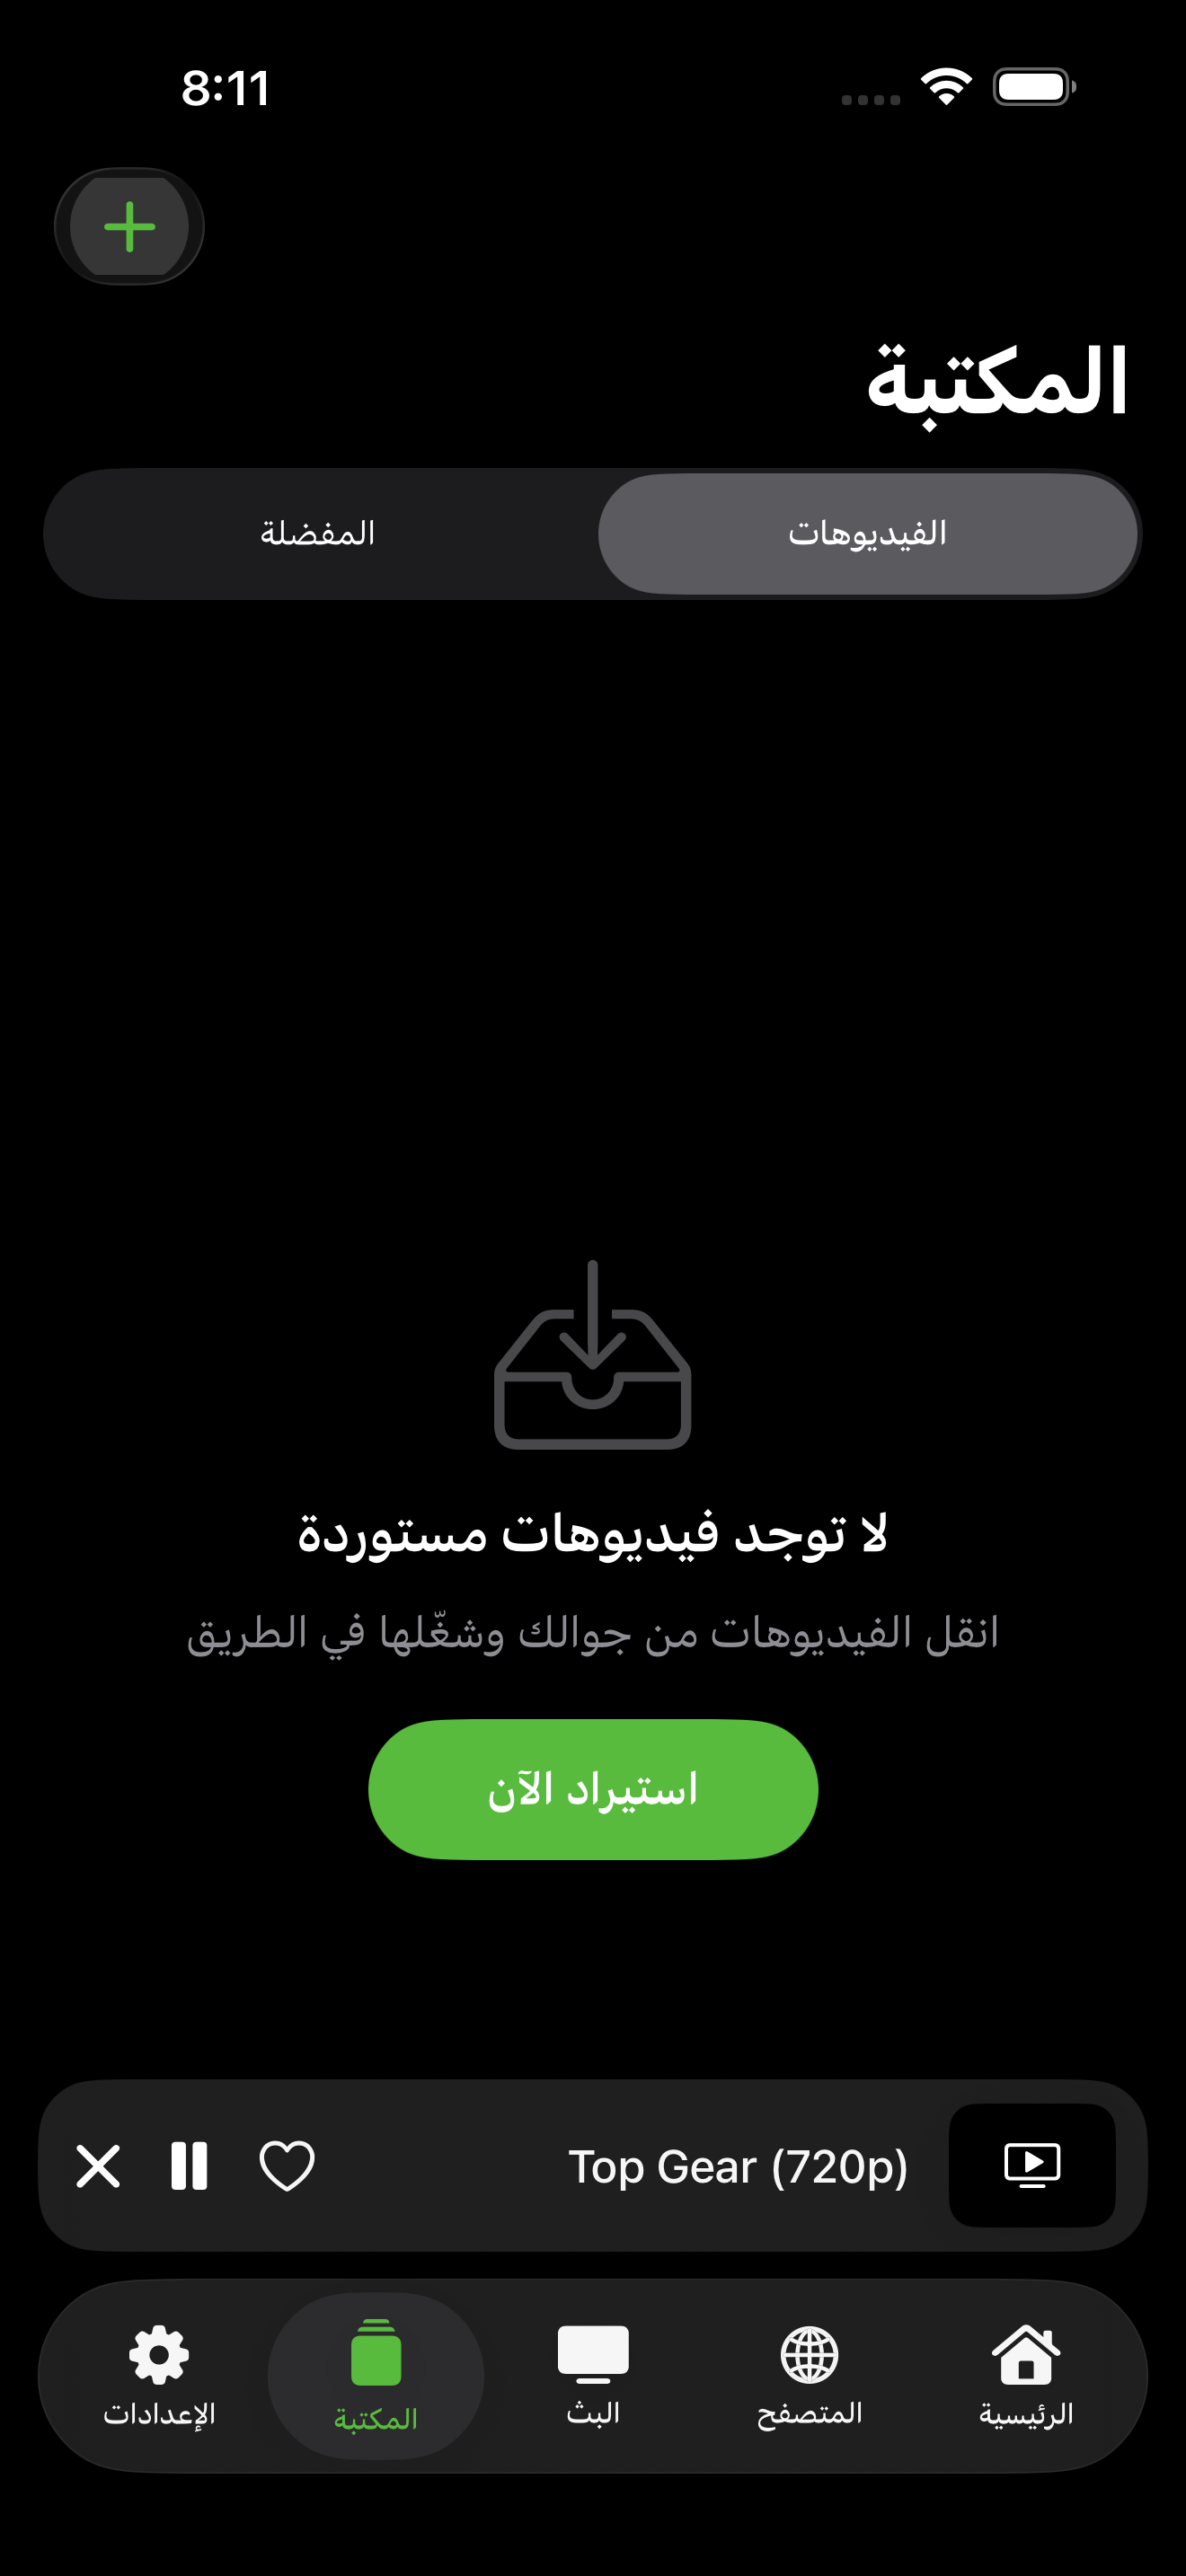 8:11
المكتبة
الفيديوهات
المفضلة
لا توجد فيديوهات مستوردة
انقل الفيديوهات من جوالك وشغّلها في الطريق
استيراد الآن
Top Gear (720p)
الرئيسية
المتصفح
البث
المكتبة
الإعدادات